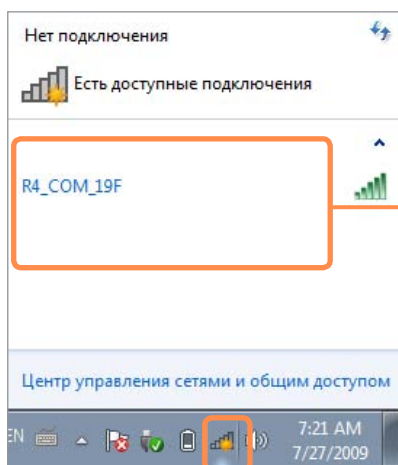 Нет подключения
Есть доступные подключения
R4_COM_19F
Центр управления сетями и общим доступом
EN
7:21 AM
7/27/2009